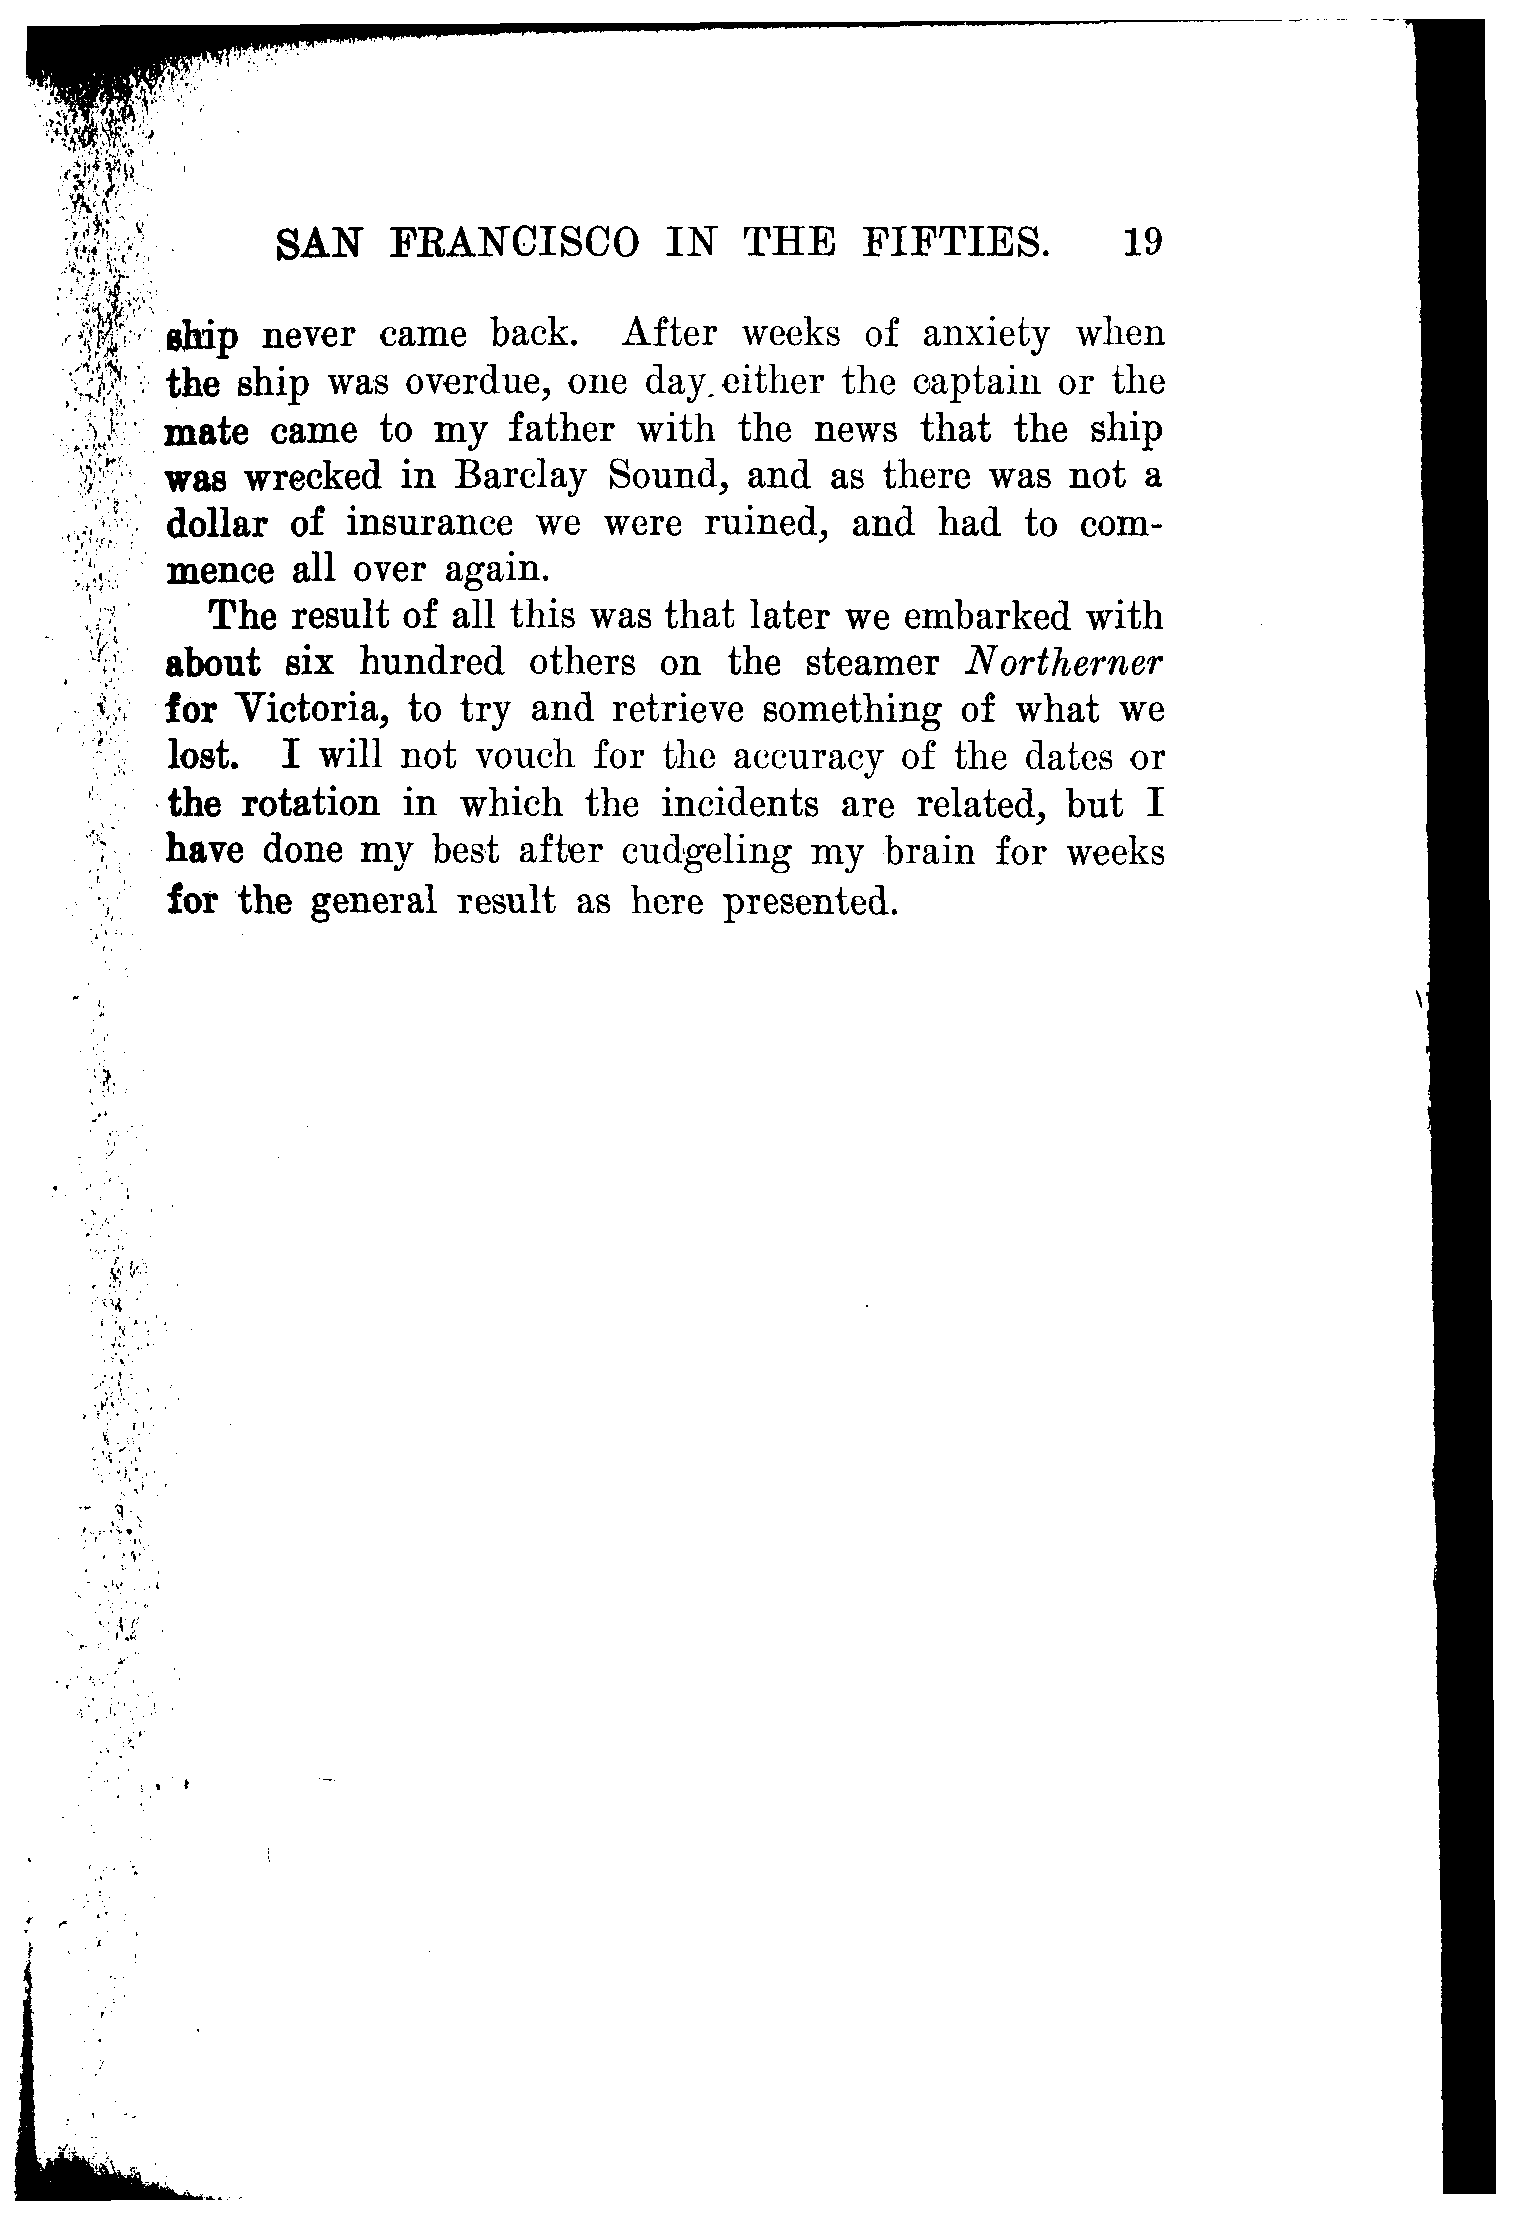 SAN FRANCISCO IN THE FIFTIES. 19
ship never came back. After weeks of anxiety when
the ship was overdue, one day either the captain or the
mate came to my father with the news that the ship
was wrecked in Barclay Sound, and as there was not a
dollar of insurance we were ruined, and had to com-
mence all over again.
The result of all this was that later we embarked with
about six hundred others on the steamer Northerner
for Victoria, to try and retrieve something of what we
lost. I will not vouch for the accuracy of the dates or
the rotation in which the incidents are related, but I
have done my best after cudgeling my brain for weeks
for the general result as here presented.